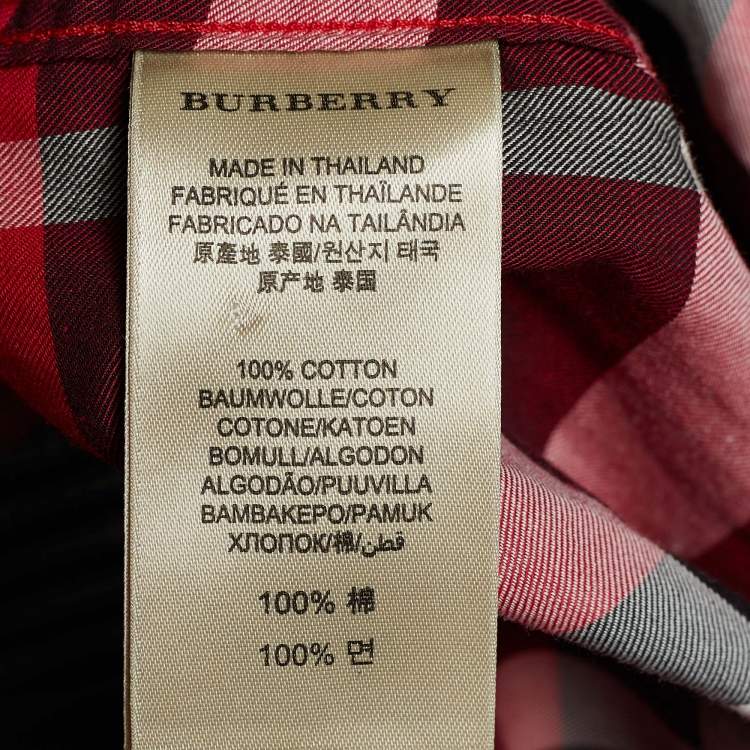 BURBERRY
MADE IN THAILAND
FABRIQUÉ EN THAÏLANDE
FABRICADO NA TAILÂNDIA
原產地 泰國/원산지 태국
原产地 泰国
100% COTTON
BAUMWOLLE/COTON
COTONE/KATOEN
BOMULL/ALGODON
ALGODÃO/PUUVILLA
BAMBAKEPO/PAMUK
ХЛОПОК/棉/قطن
100% 棉
100% 면